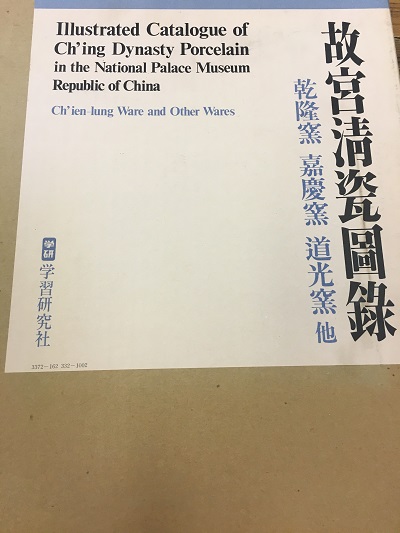 Illustrated Catalogue of
Ch'ing Dynasty Porcelain
in the National Palace Museum
Republic of China
Ch'ien-lung Ware and Other Wares
故宮清瓷圖錄
乾隆窯 嘉慶窯 道光窯 他
学研
学習研究社